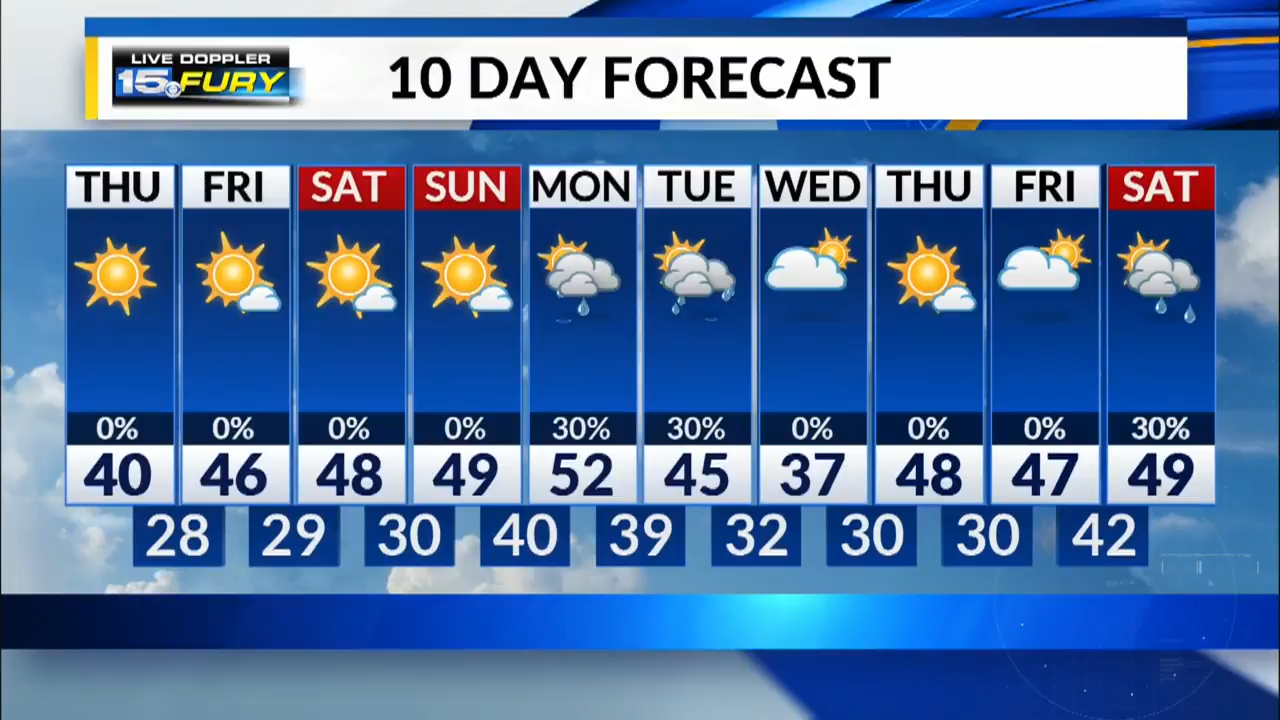 LIVE DOPPLER
15 FURY
10 DAY FORECAST
THU FRI SAT SUN MON TUE WED THU FRI SAT
0% 0% 0% 0% 30% 30% 0% 0% 0% 30%
40 46 48 49 52 45 37 48 47 49
28 29 30 40 39 32 30 30 42